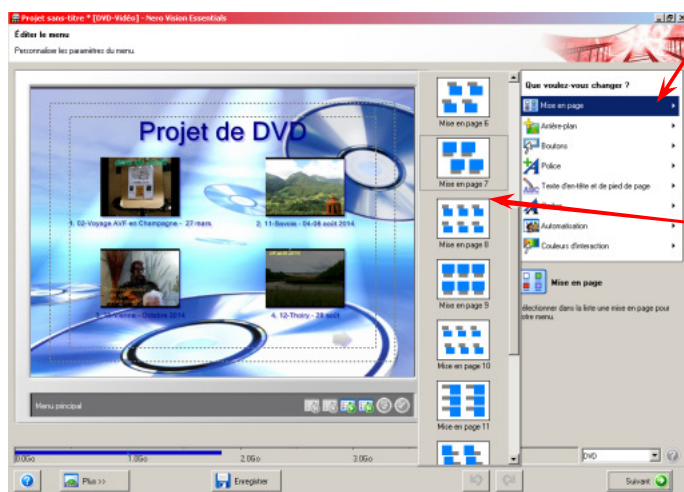 Projet sans-titre * [DVD-Vidéo] - Nero Vision Essentials
Éditer le menu
Personnaliser les paramètres du menu.
Projet de DVD
1. 02-Voyage AVF en Champagne - 27 mars
2. 11-Savoie - 04-08 août 2014
Vienne - Octobre 2014
4. 12-Thoiry - 28 août
Menu principal
Mise en page 6
Mise en page 7
Mise en page 8
Mise en page 9
Mise en page 10
Mise en page 11
Que voulez-vous changer ?
Mise en page
Arrière-plan
Boutons
Police
ABC Texte d'en-tête et de pied de page
Automatisation
Couleurs d'interaction
Mise en page
électionner dans la liste une mise en page pour
otre menu.
0.0Go 1.0Go 2.0Go 3.0Go
DVD
Plus >>
Enregistrer
Suivant